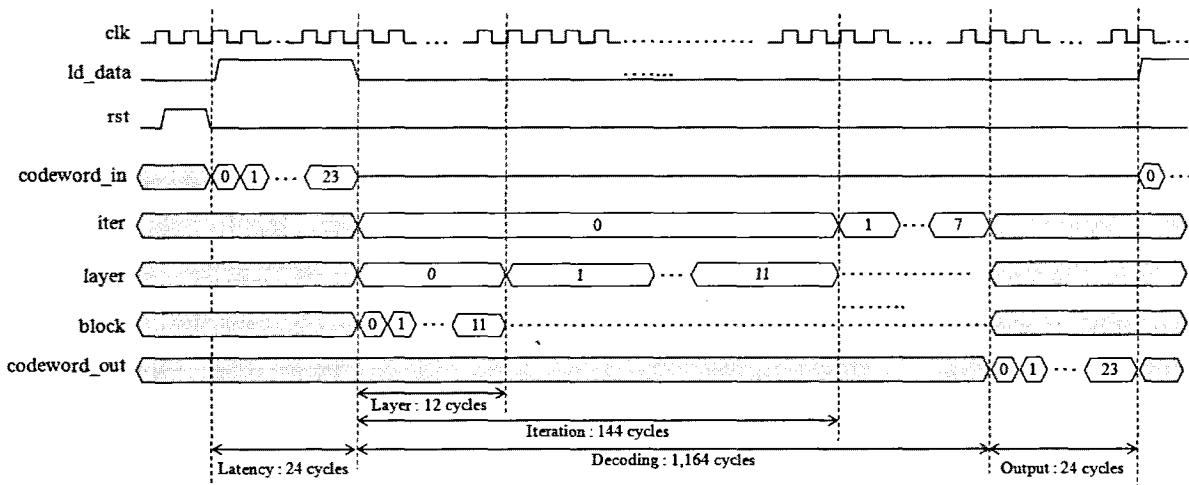 clk
... ... ...
ld_data
rst
codeword_in 0 1 ... 23 0 ...
iter 0 1 ... 7
layer 0 1 ... 11
block 0 1 ... 11
codeword_out 0 1 ... 23
Layer : 12 cycles
Iteration : 144 cycles
Latency : 24 cycles Decoding : 1,164 cycles Output : 24 cycles